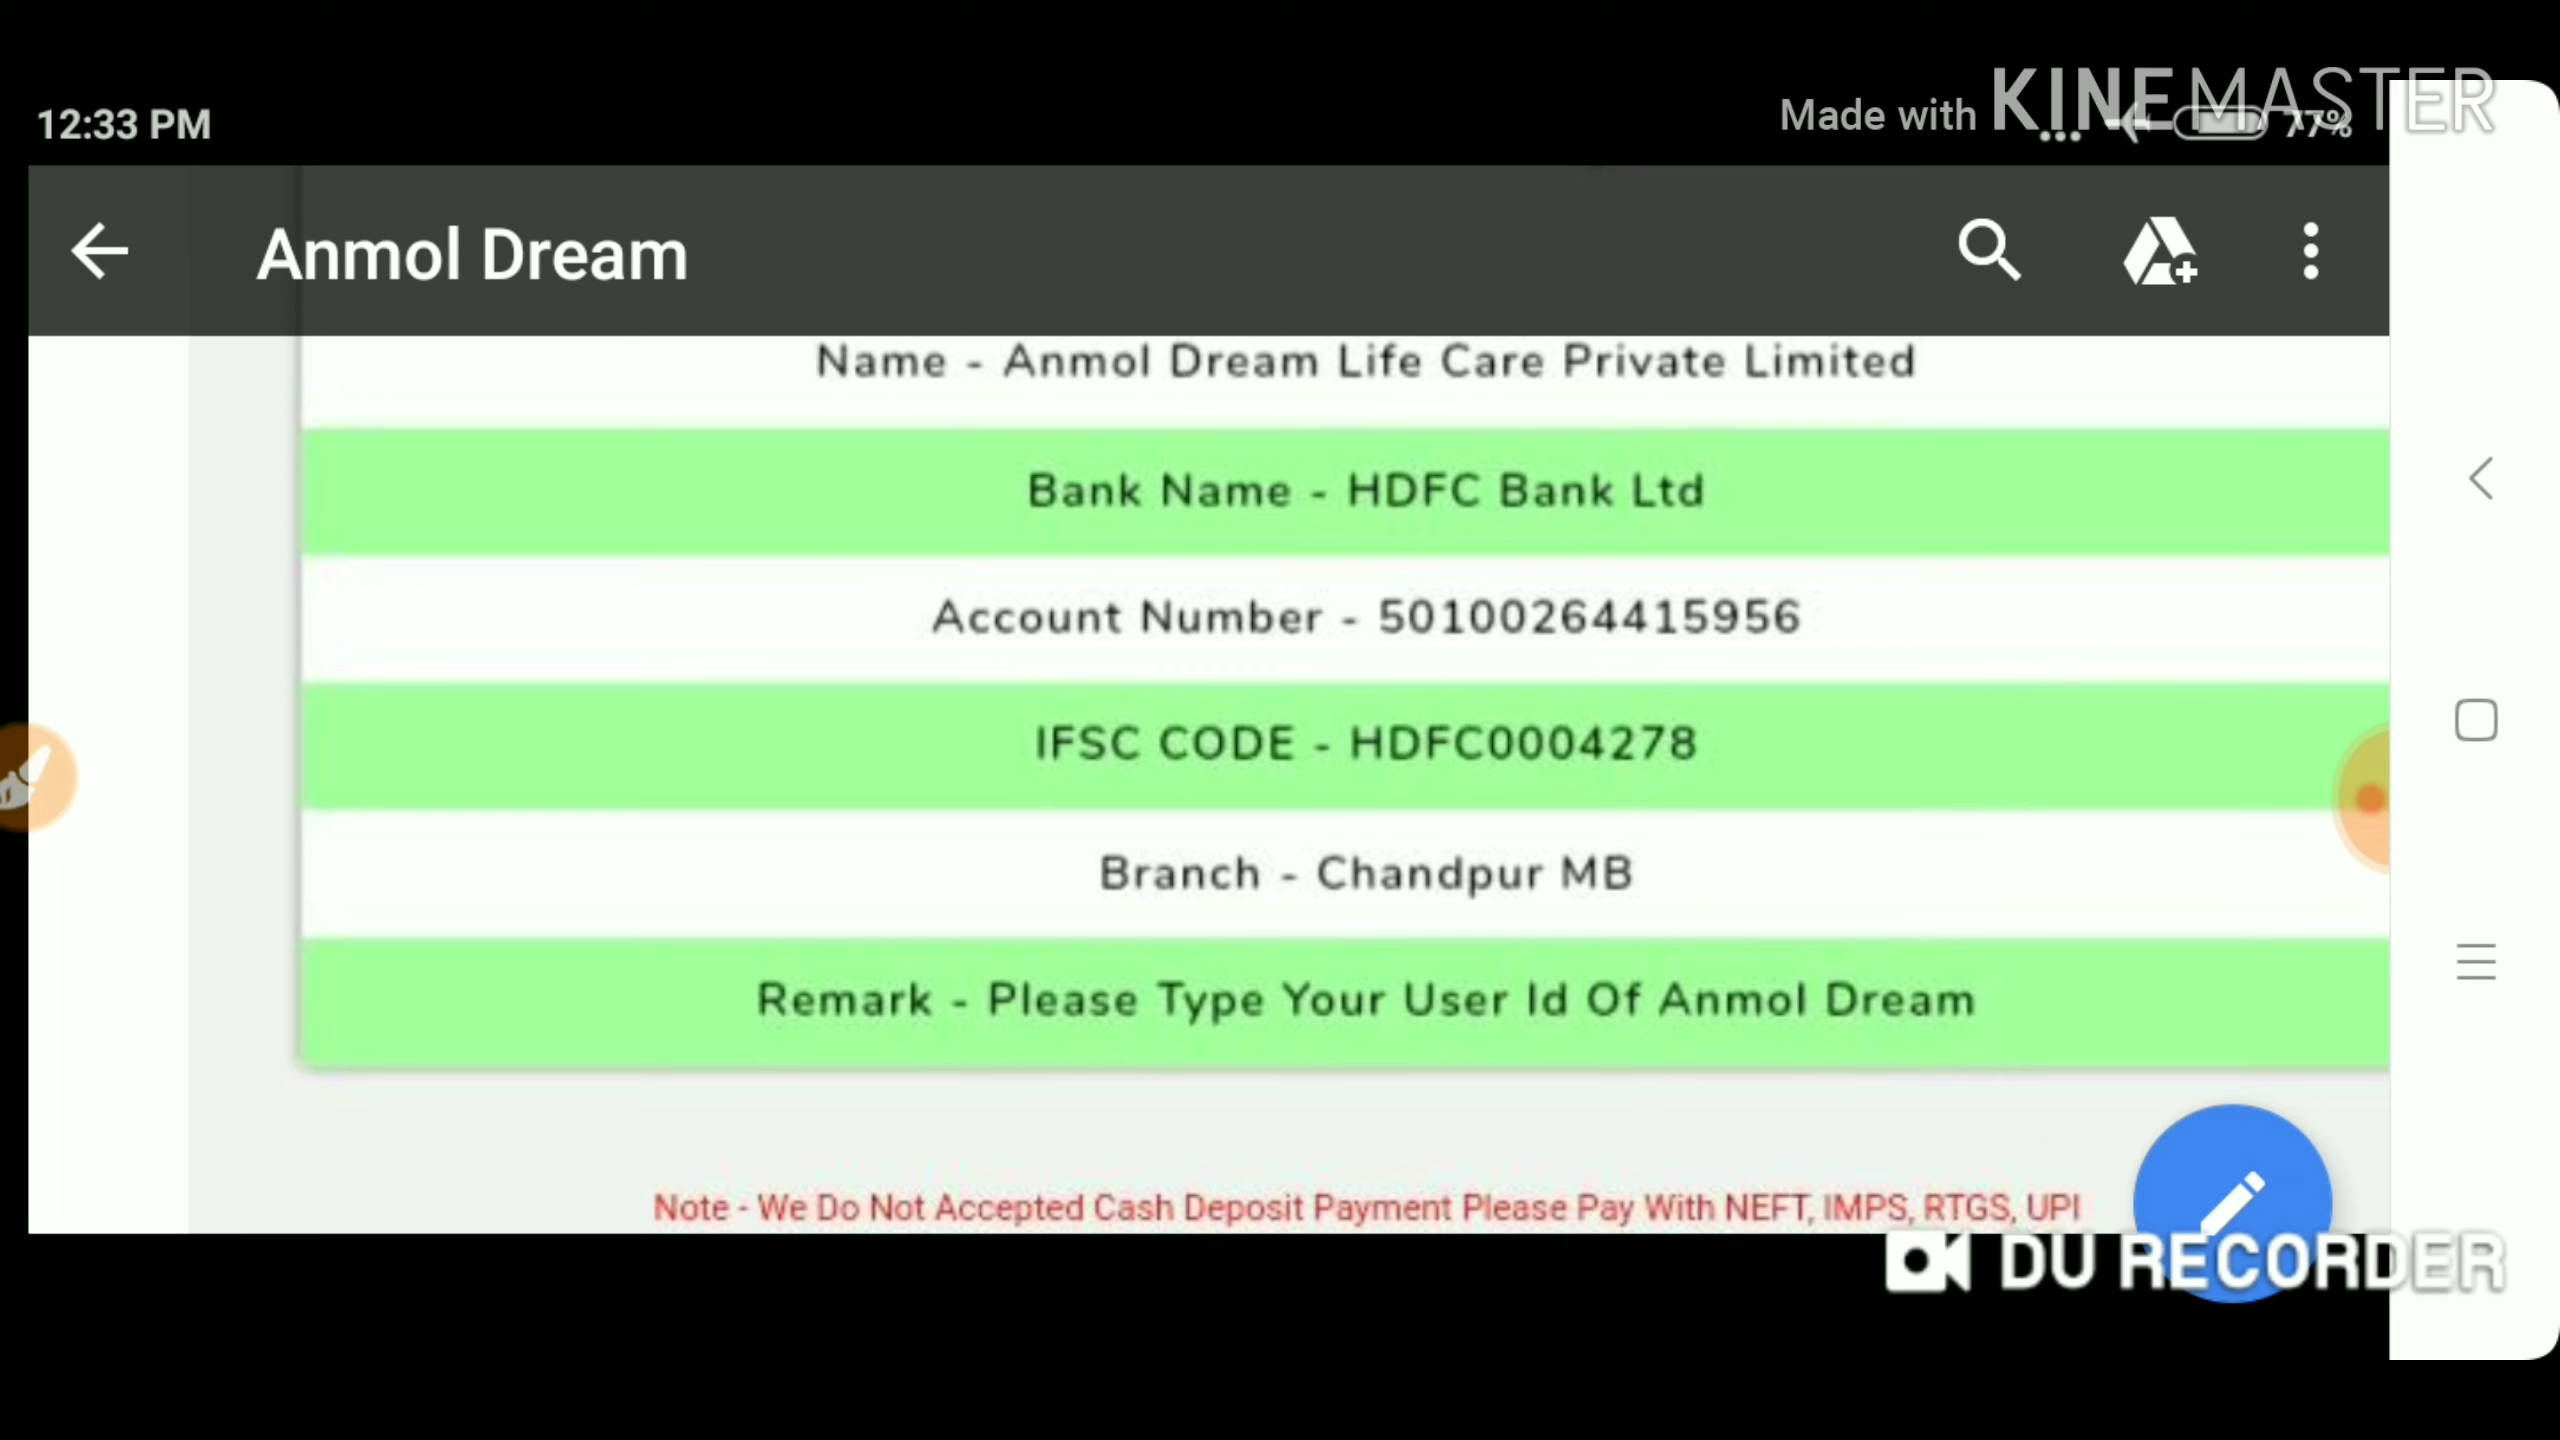 Made with KINEMASTER
12:33 PM
77%
Anmol Dream
Name - Anmol Dream Life Care Private Limited
Bank Name - HDFC Bank Ltd
Account Number - 50100264415956
IFSC CODE - HDFC0004278
Branch - Chandpur MB
Remark - Please Type Your User Id Of Anmol Dream
Note - We Do Not Accepted Cash Deposit Payment Please Pay With NEFT, IMPS, RTGS, UPI
DU RECORDER